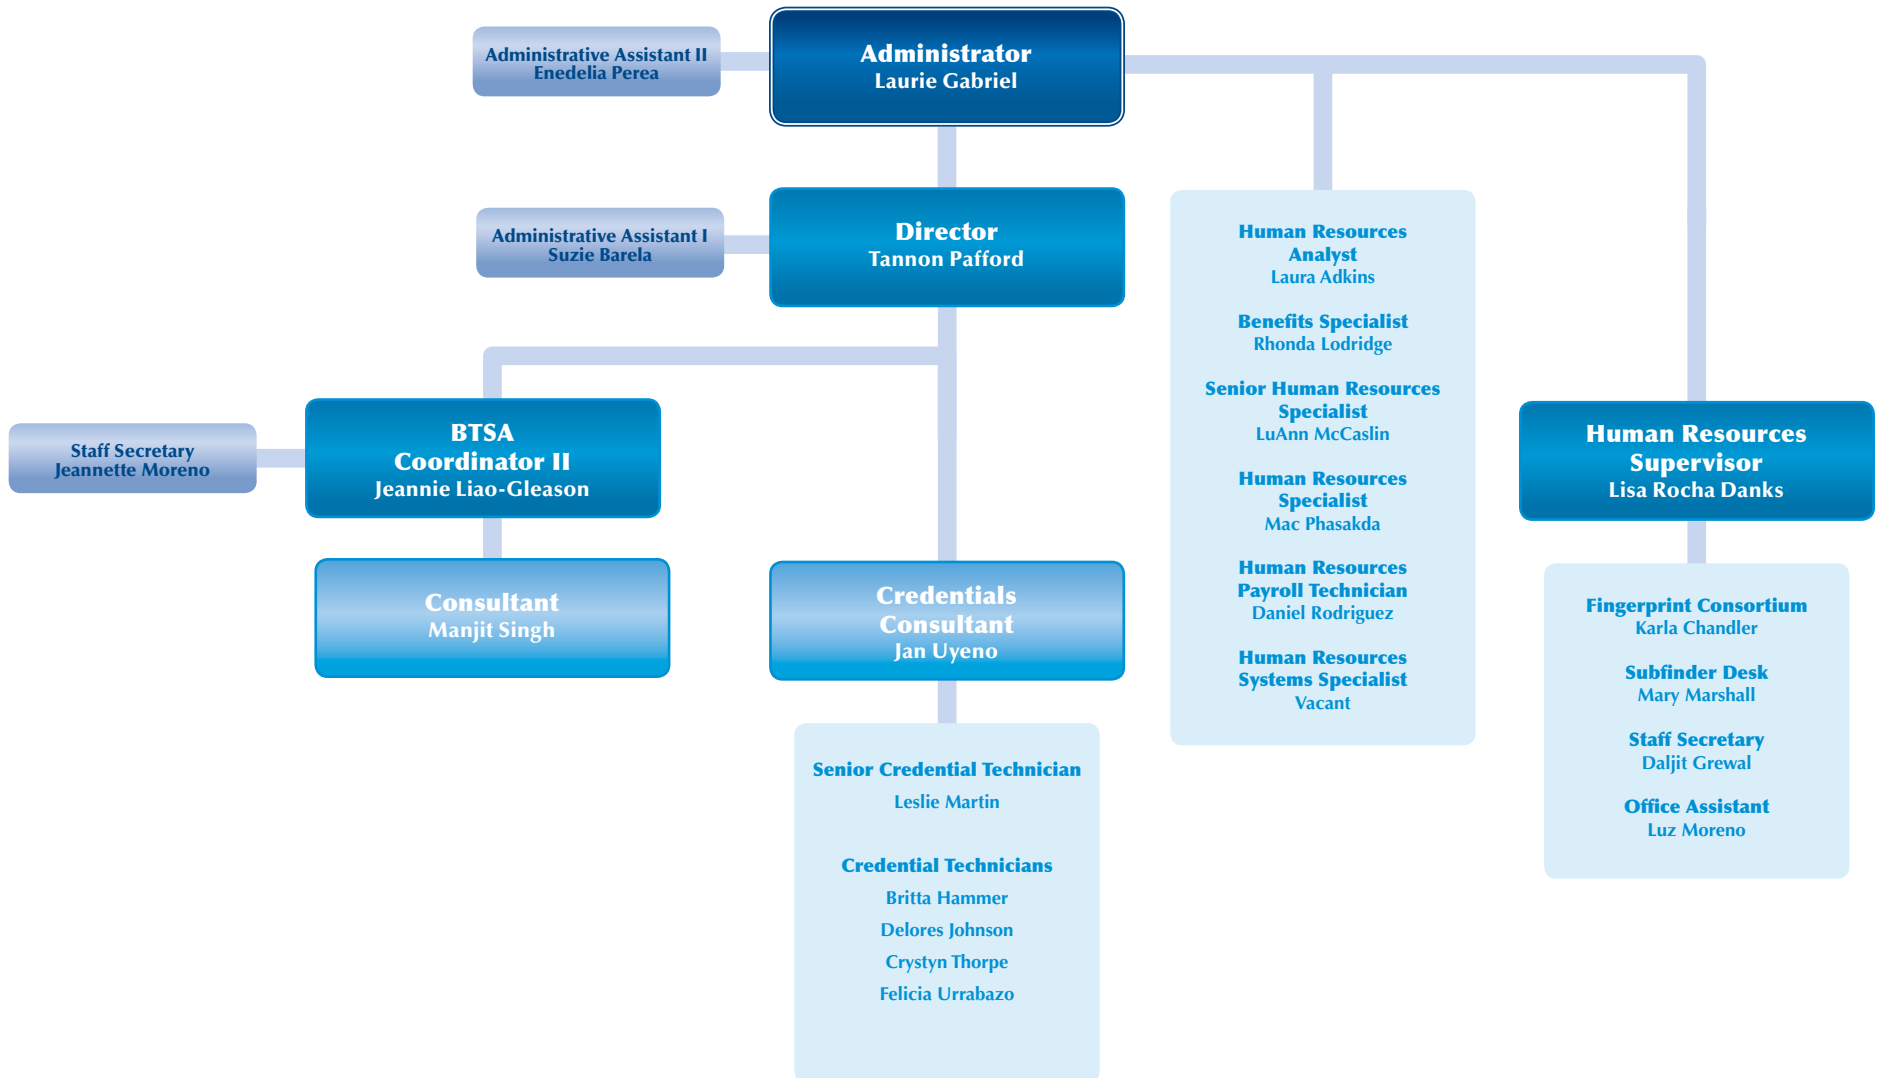 Administrator
Laurie Gabriel
Administrative Assistant II
Enedelia Perea
Director
Tannon Pafford
Administrative Assistant I
Suzie Barela
BTSA
Coordinator II
Jeannie Liao-Gleason
Staff Secretary
Jeannette Moreno
Consultant
Manjit Singh
Credentials
Consultant
Jan Uyeno
Senior Credential Technician
Leslie Martin
Credential Technicians
Britta Hammer
Delores Johnson
Crystyn Thorpe
Felicia Urrabazo
Human Resources
Analyst
Laura Adkins
Benefits Specialist
Rhonda Lodridge
Senior Human Resources
Specialist
LuAnn McCaslin
Human Resources
Specialist
Mac Phasakda
Human Resources
Payroll Technician
Daniel Rodriguez
Human Resources
Systems Specialist
Vacant
Human Resources
Supervisor
Lisa Rocha Danks
Fingerprint Consortium
Karla Chandler
Subfinder Desk
Mary Marshall
Staff Secretary
Daljit Grewal
Office Assistant
Luz Moreno